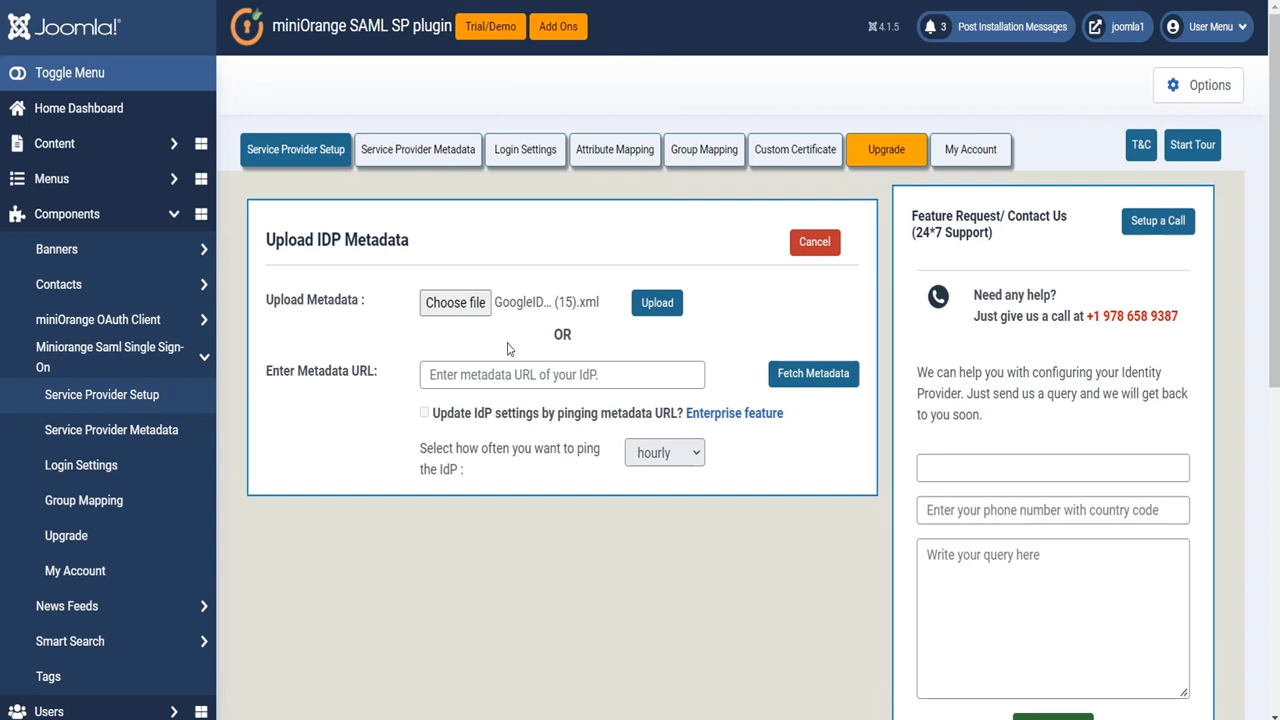 Joomla!®
miniOrange SAML SP plugin
Trial/Demo
Add Ons
4.1.5
3 Post Installation Messages
joomla1
User Menu
Toggle Menu
Home Dashboard
Content
Menus
Components
Banners
Contacts
miniOrange OAuth Client
Miniorange Saml Single Sign-
On
Service Provider Setup
Service Provider Metadata
Login Settings
Group Mapping
Upgrade
My Account
News Feeds
Smart Search
Tags
Users
Options
Service Provider Setup
Service Provider Metadata
Login Settings
Attribute Mapping
Group Mapping
Custom Certificate
Upgrade
My Account
T&C
Start Tour
Upload IDP Metadata
Cancel
Upload Metadata :
Choose file GoogleID... (15).xml
Upload
OR
Enter Metadata URL:
Enter metadata URL of your IdP.
Fetch Metadata
Update IdP settings by pinging metadata URL? Enterprise feature
Select how often you want to ping
the IdP :
hourly
Feature Request/ Contact Us
(24*7 Support)
Setup a Call
Need any help?
Just give us a call at +1 978 658 9387
We can help you with configuring your Identity
Provider. Just send us a query and we will get back
to you soon.
Enter your phone number with country code
Write your query here